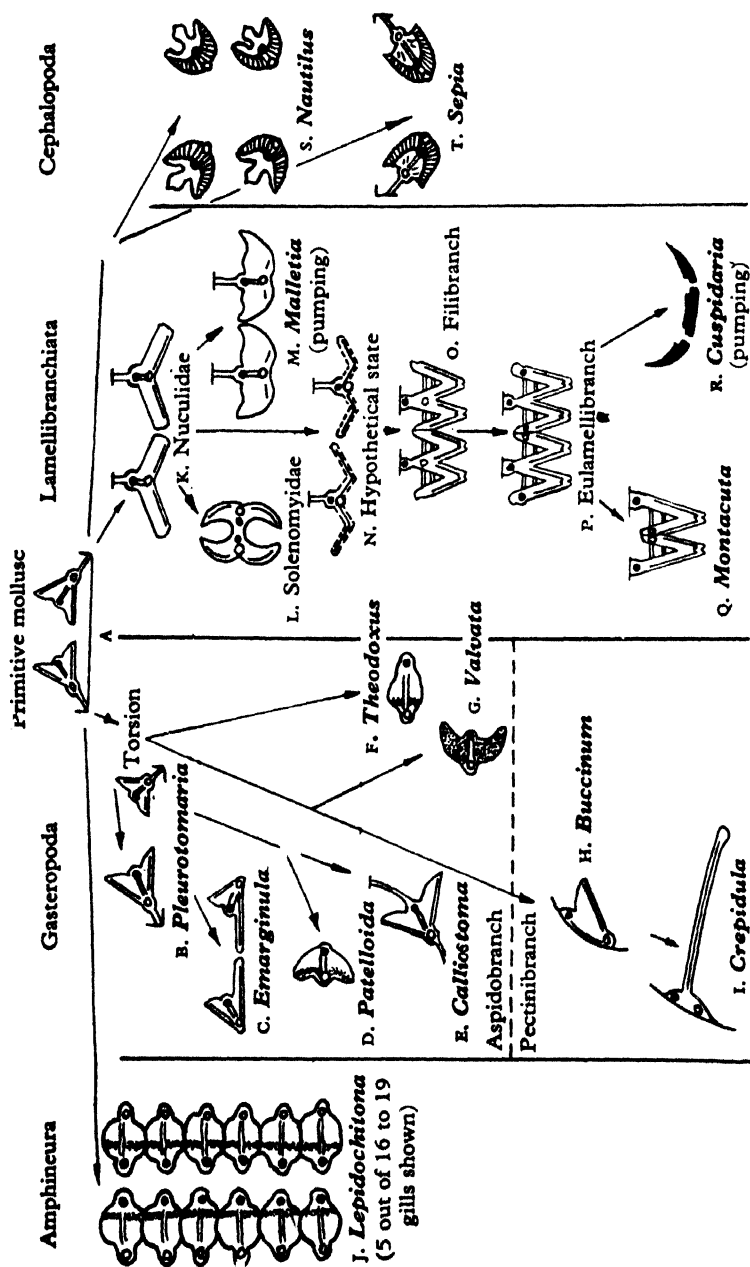 Primitive mollusc
Amphineura
Gasteropoda
Lamellibranchiata
Cephalopoda
A
Torsion
B. Pleurotomaria
C. Emarginula
D. Patelloida
E. Calliostoma
Aspidobranch
Pectinibranch
F. Theodoxus
G. Valvata
H. Buccinum
I. Crepidula
J. Lepidochitona
(5 out of 16 to 19
gills shown)
K. Nuculidae
L. Solenomyidae
M. Malletia
(pumping)
N. Hypothetical state
O. Filibranch
P. Eulamellibranch
Q. Montacuta
R. Cuspidaria
(pumping)
S. Nautilus
T. Sepia